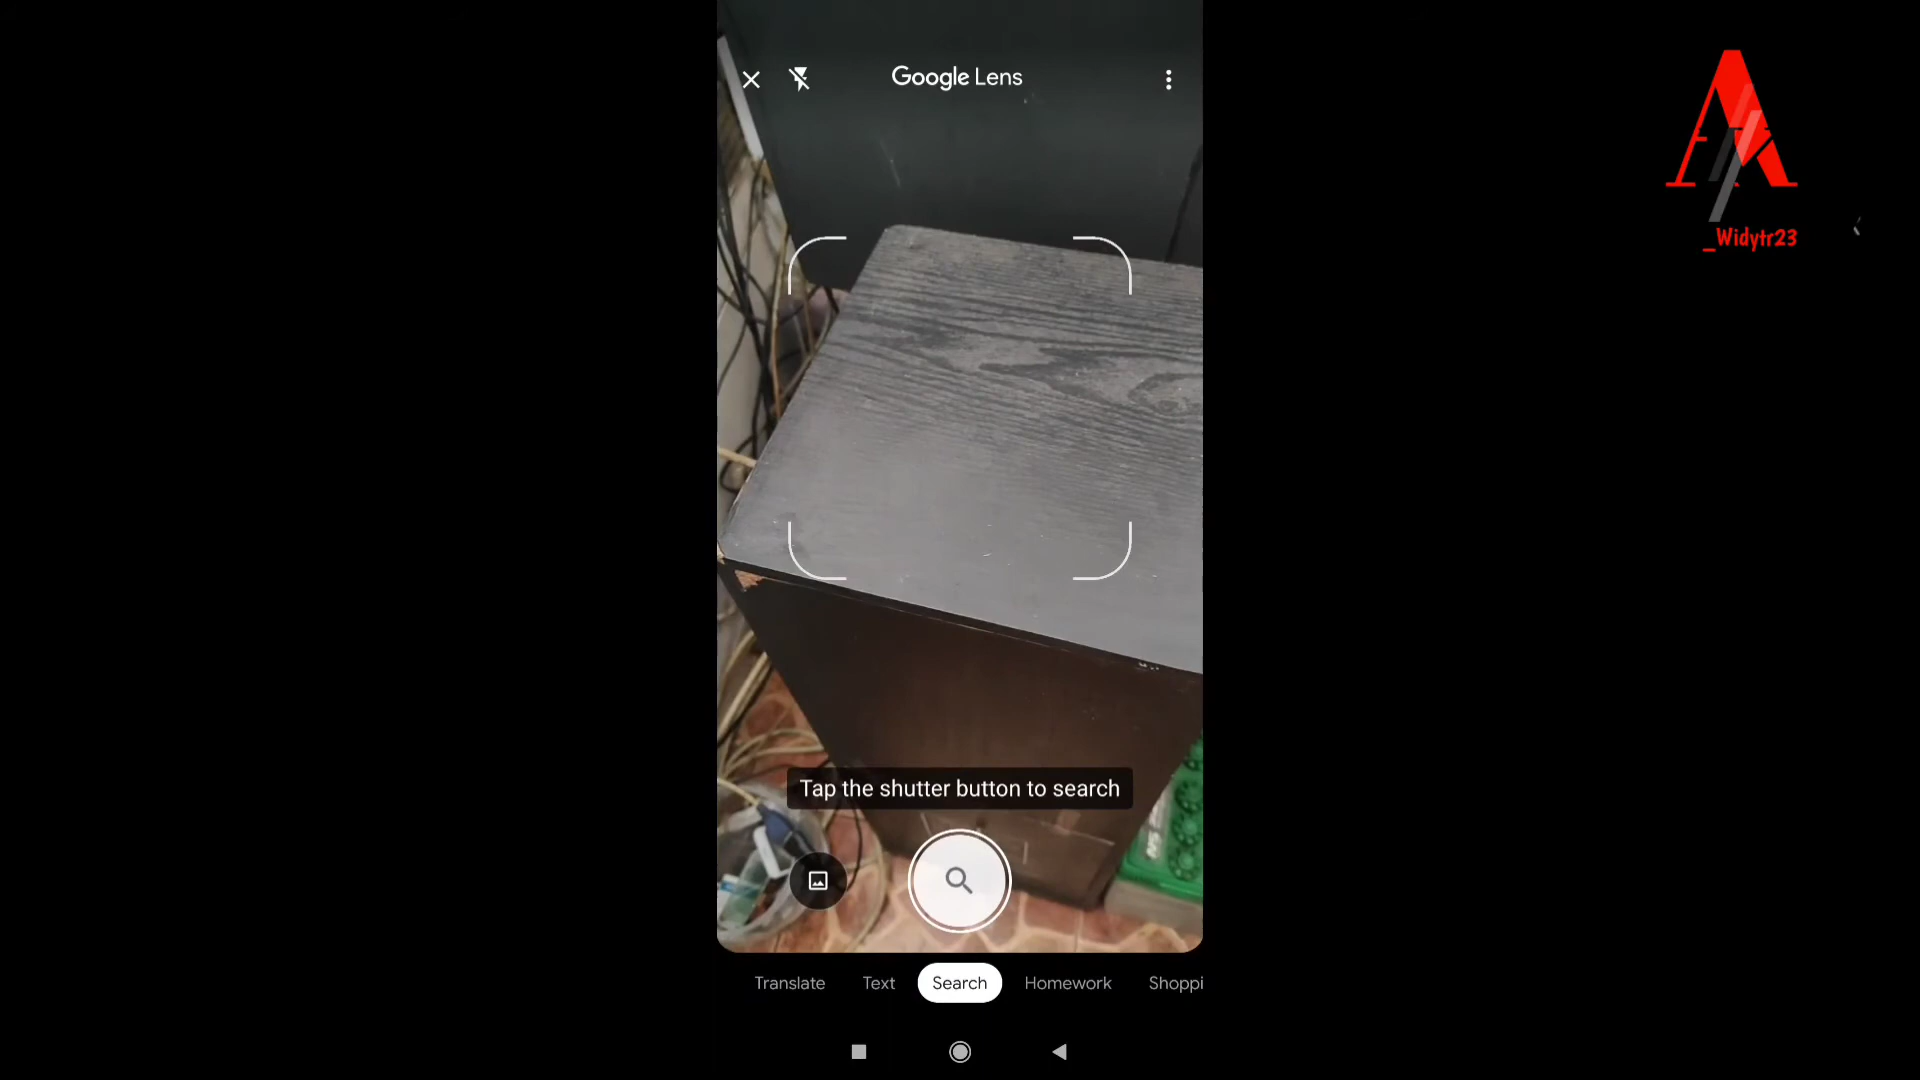 Google Lens
_Widytr23
Tap the shutter button to search
Translate Text Search Homework Shoppi